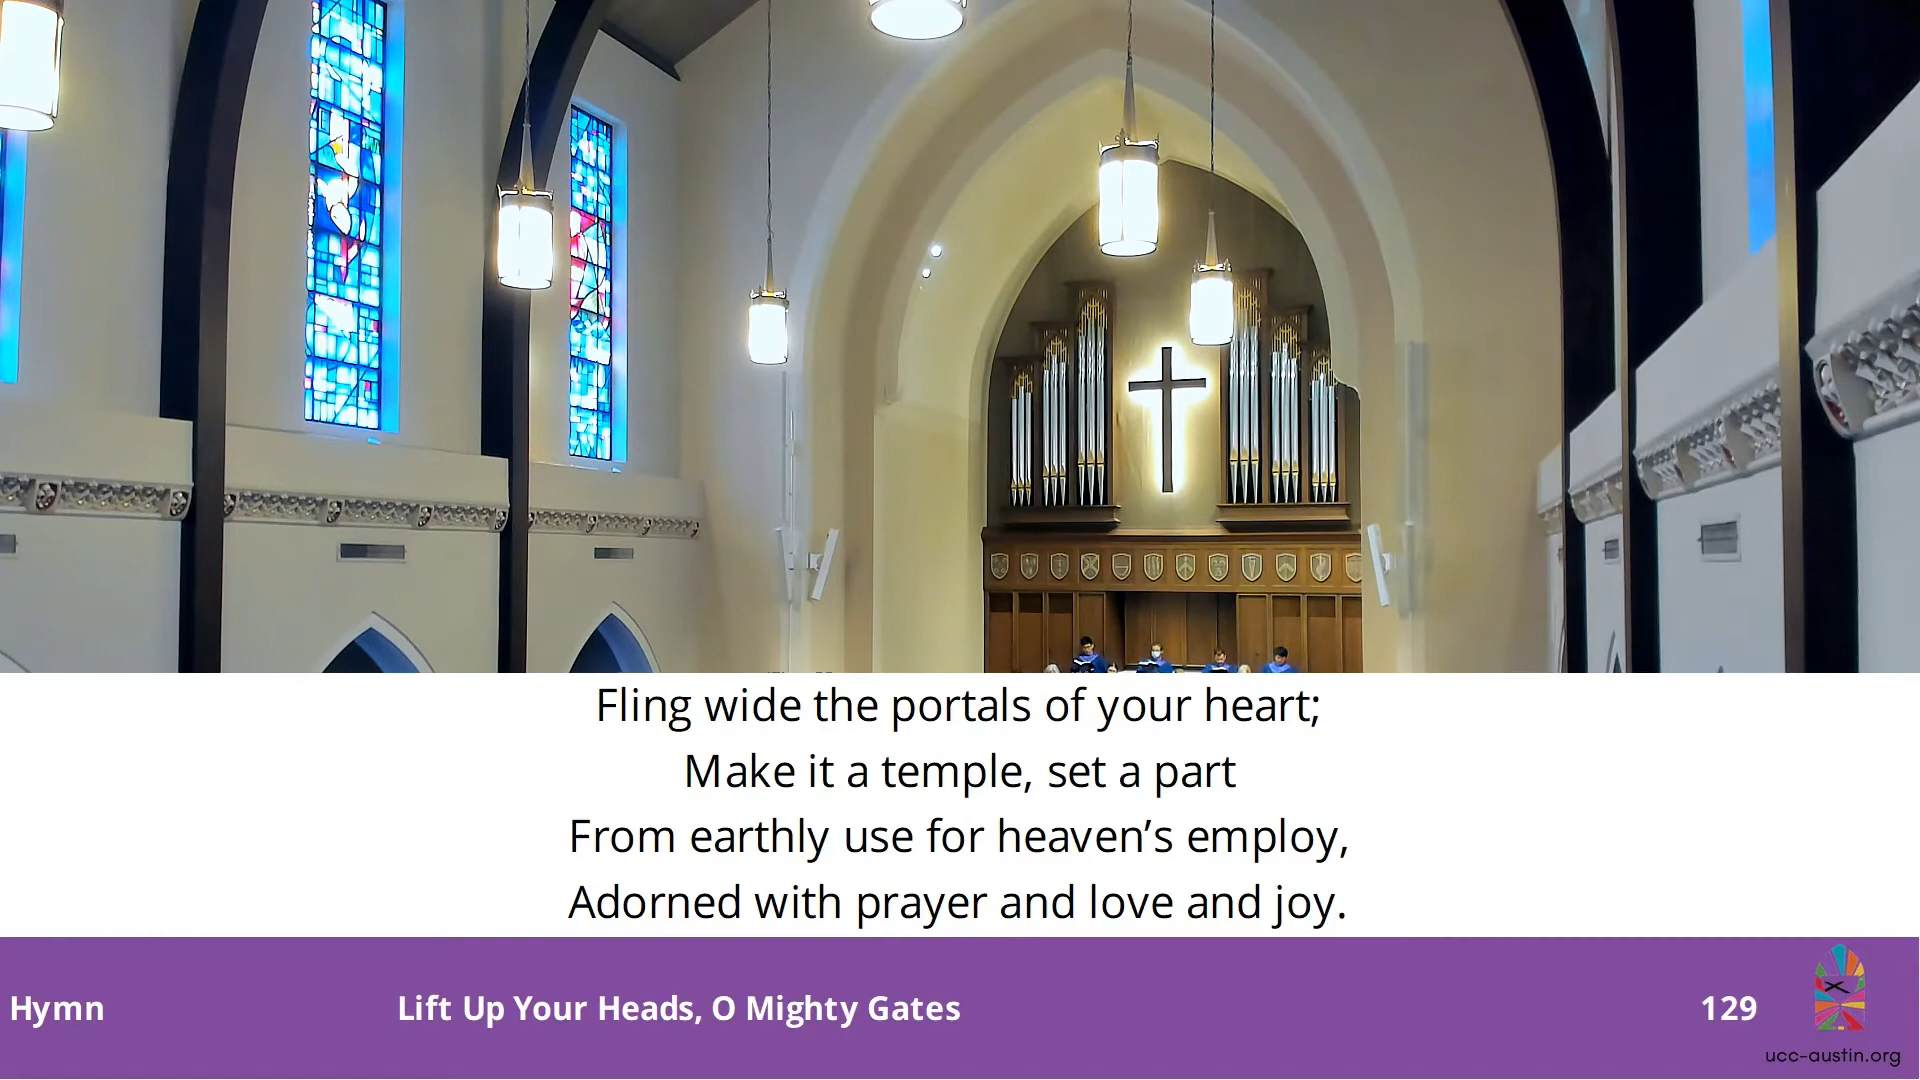 Fling wide the portals of your heart;
Make it a temple, set a part
From earthly use for heaven’s employ,
Adorned with prayer and love and joy.
Hymn Lift Up Your Heads, O Mighty Gates 129
ucc-austin.org